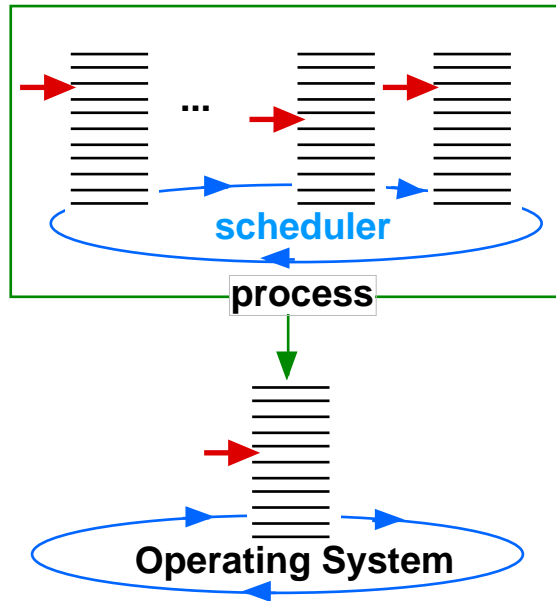 ...
scheduler
process
Operating System